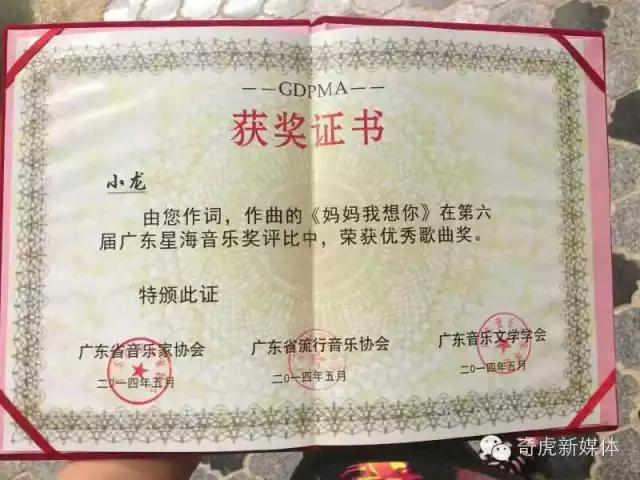 ——GDPMA——
获奖证书
小龙
由您作词，作曲的《妈妈我想你》在第六
届广东星海音乐奖评比中，荣获优秀歌曲奖。
特颁此证
广东省音乐家协会
二〇一四年五月
广东省流行音乐协会
二〇一四年五月
广东音乐文学学会
二〇一四年五月
奇虎新媒体